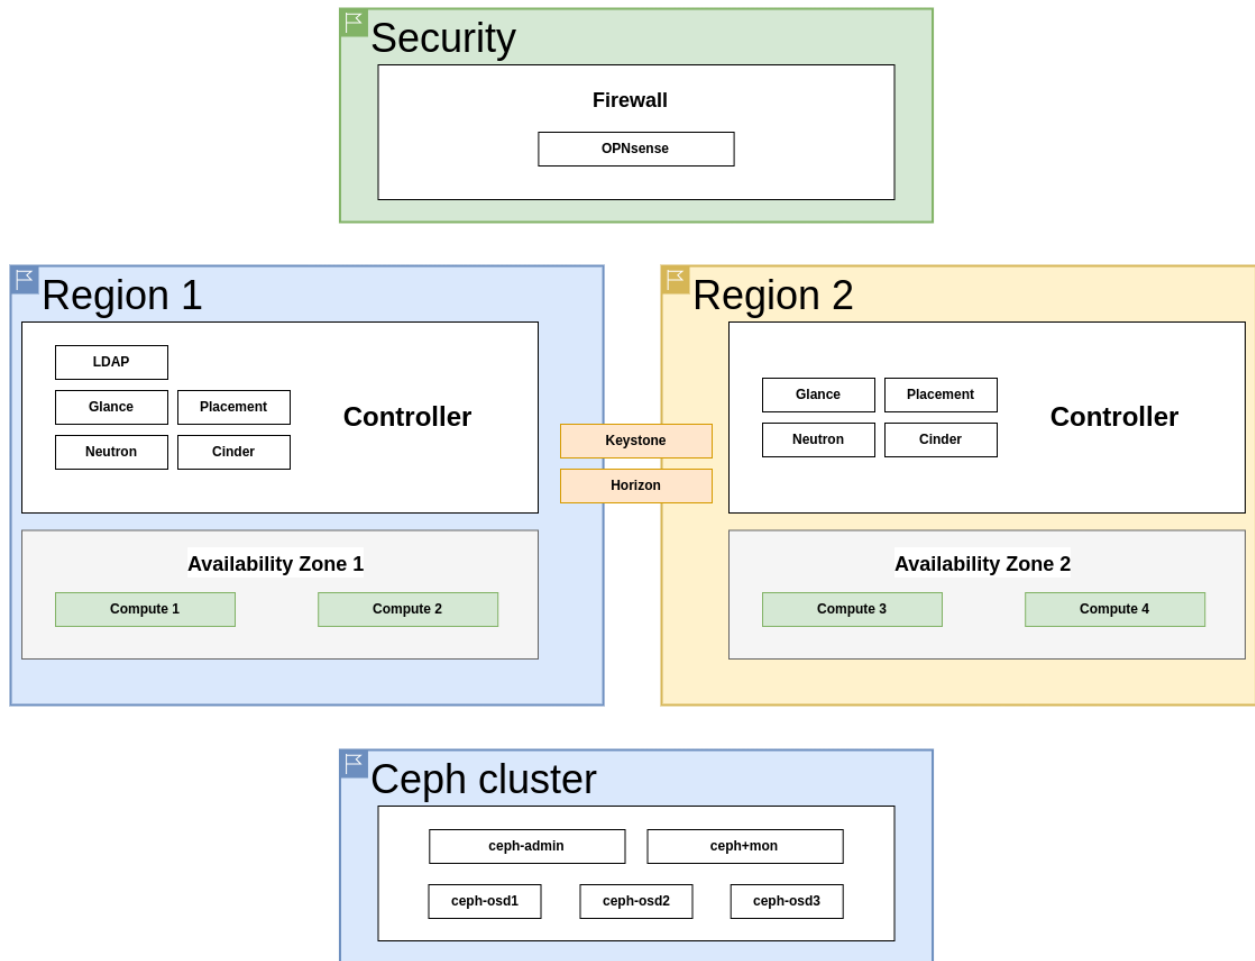 Security
Firewall
OPNsense
Region 1
LDAP
Glance
Placement
Neutron
Cinder
Controller
Availability Zone 1
Compute 1
Compute 2
Keystone
Horizon
Region 2
Glance
Placement
Neutron
Cinder
Controller
Availability Zone 2
Compute 3
Compute 4
Ceph cluster
ceph-admin
ceph+mon
ceph-osd1
ceph-osd2
ceph-osd3